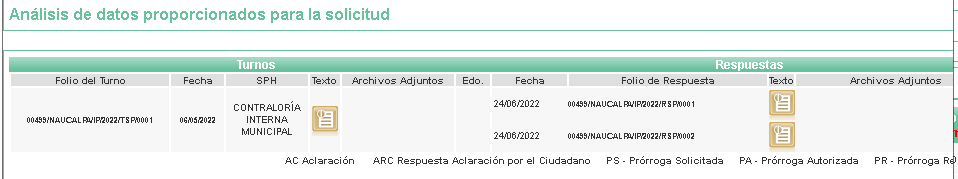 Análisis de datos proporcionados para la solicitud
Turnos Respuestas
Folio del Turno Fecha SPH Texto Archivos Adjuntos Edo. Fecha Folio de Respuesta Texto Archivos Adjuntos
00499/NAUCALPA/IP/2022/TSP/0001 06/05/2022 CONTRALORÍA INTERNA MUNICIPAL
24/06/2022 00499/NAUCALPA/IP/2022/RSP/0001
24/06/2022 00499/NAUCALPA/IP/2022/RSP/0002
AC Aclaración ARC Respuesta Aclaración por el Ciudadano PS - Prórroga Solicitada PA - Prórroga Autorizada PR - Prórroga Re